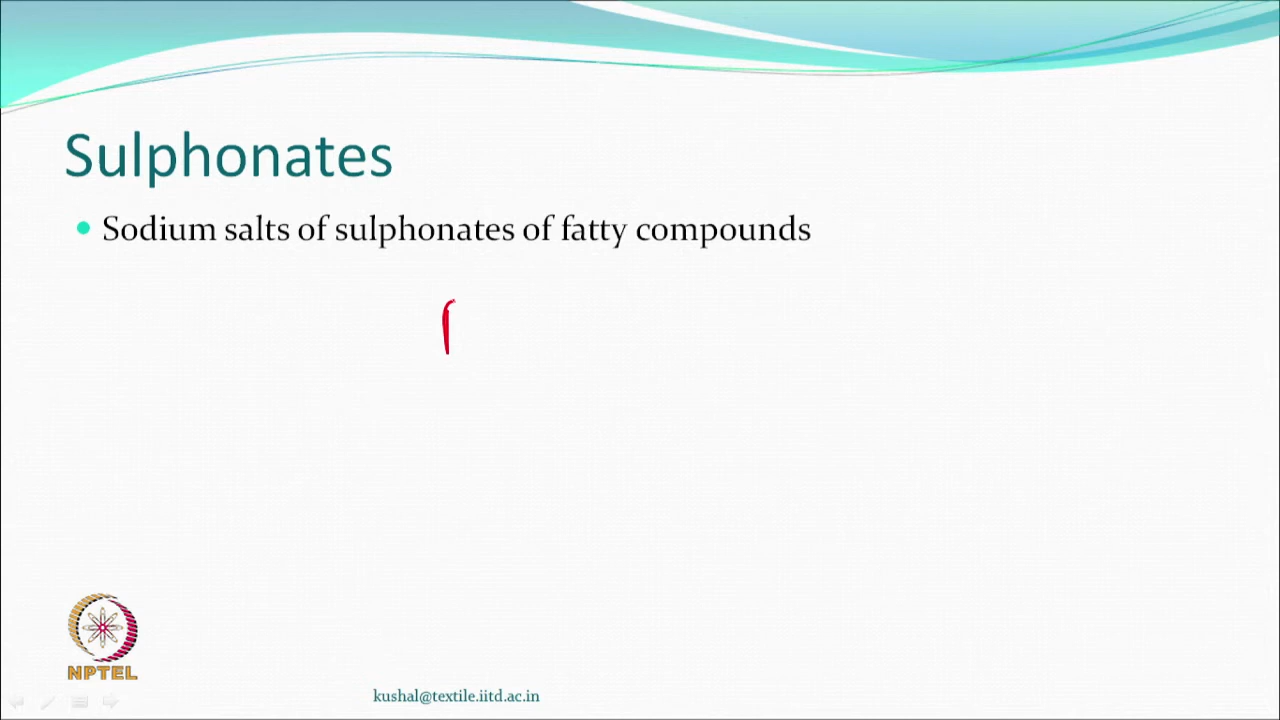 Sulphonates
Sodium salts of sulphonates of fatty compounds
NPTEL
kushal@textile.iitd.ac.in